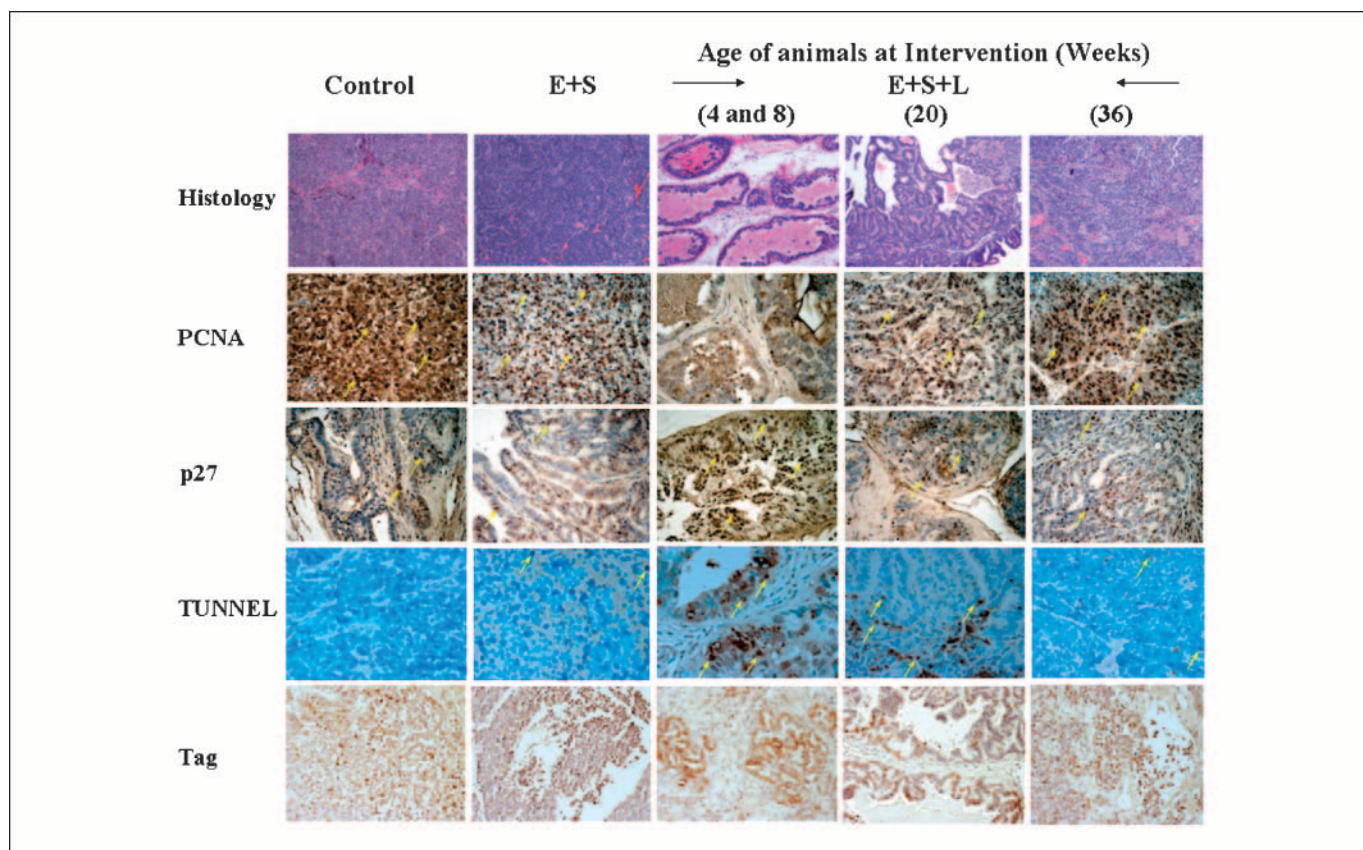 Age of animals at Intervention (Weeks)
Control E+S E+S+L
(4 and 8) (20) (36)
Histology
PCNA
p27
TUNNEL
Tag